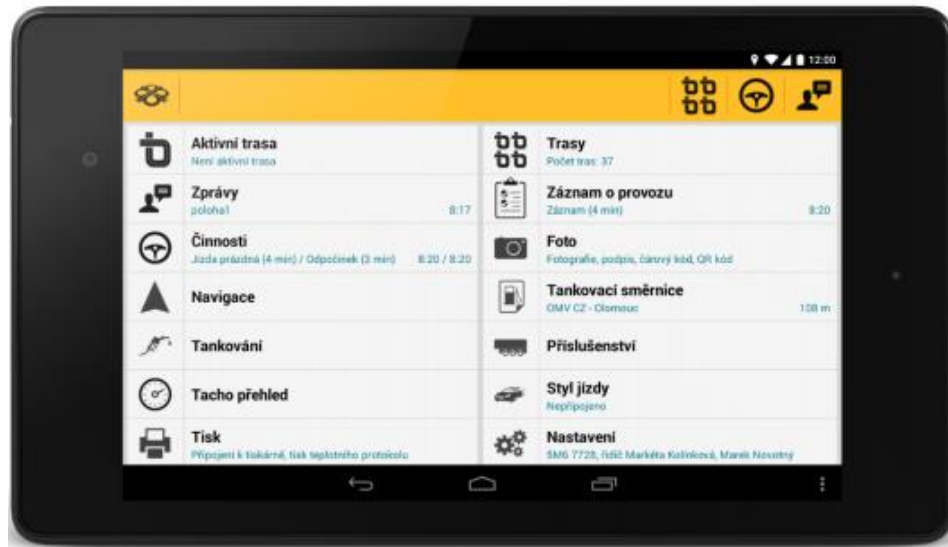 12:00
Aktivní trasa
Není aktivní trasa
Zprávy
poloha1 8:17
Činnosti
Jízda prázdná (4 min) / Odpočinek (3 min) 8:20 / 8:20
Navigace
Tankování
Tacho přehled
Tisk
Připojení k tiskárně, tisk teplotního protokolu
Trasy
Počet tras: 37
Záznam o provozu
Záznam (4 min) 8:20
Foto
Fotografie, podpis, čárový kód, QR kód
Tankovací směrnice
OMV CZ - Olomouc 108 m
Příslušenství
Styl jízdy
Nepřipojeno
Nastavení
5M6 7728, řidič Markéta Kolínková, Marek Novotný